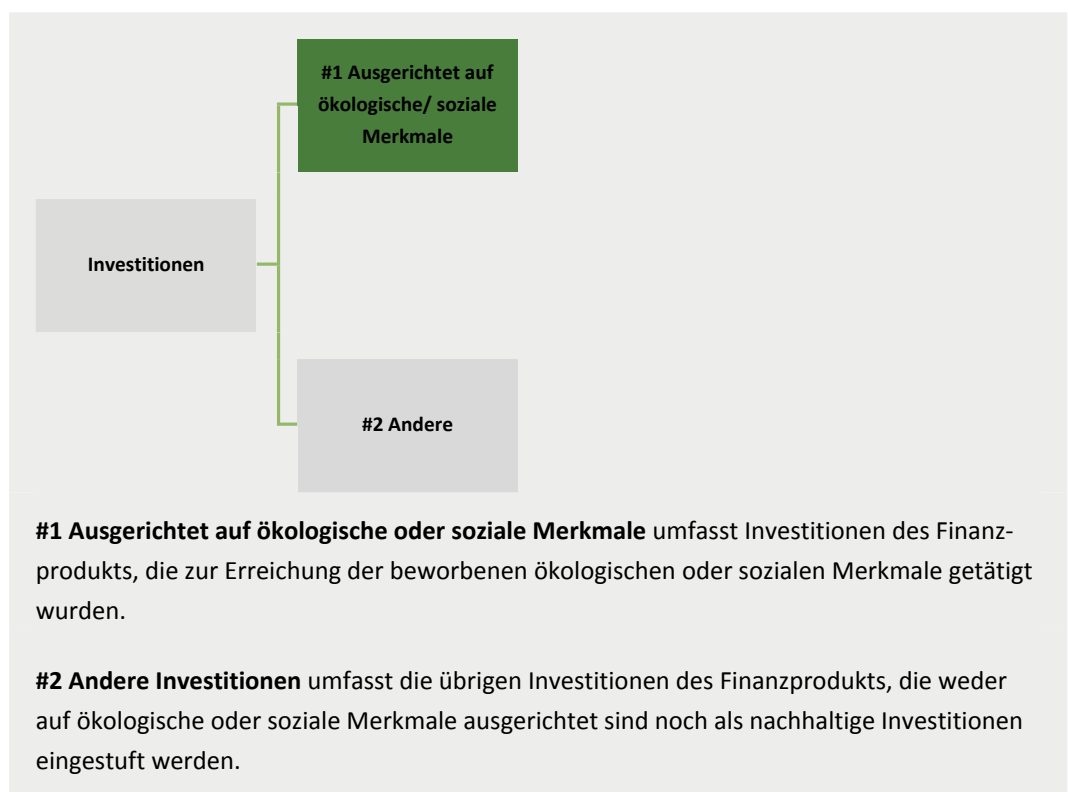 #1 Ausgerichtet auf
ökologische/ soziale
Merkmale
Investitionen
#2 Andere
#1 Ausgerichtet auf ökologische oder soziale Merkmale umfasst Investitionen des Finanz-
produkts, die zur Erreichung der beworbenen ökologischen oder sozialen Merkmale getätigt
wurden.
#2 Andere Investitionen umfasst die übrigen Investitionen des Finanzprodukts, die weder
auf ökologische oder soziale Merkmale ausgerichtet sind noch als nachhaltige Investitionen
eingestuft werden.